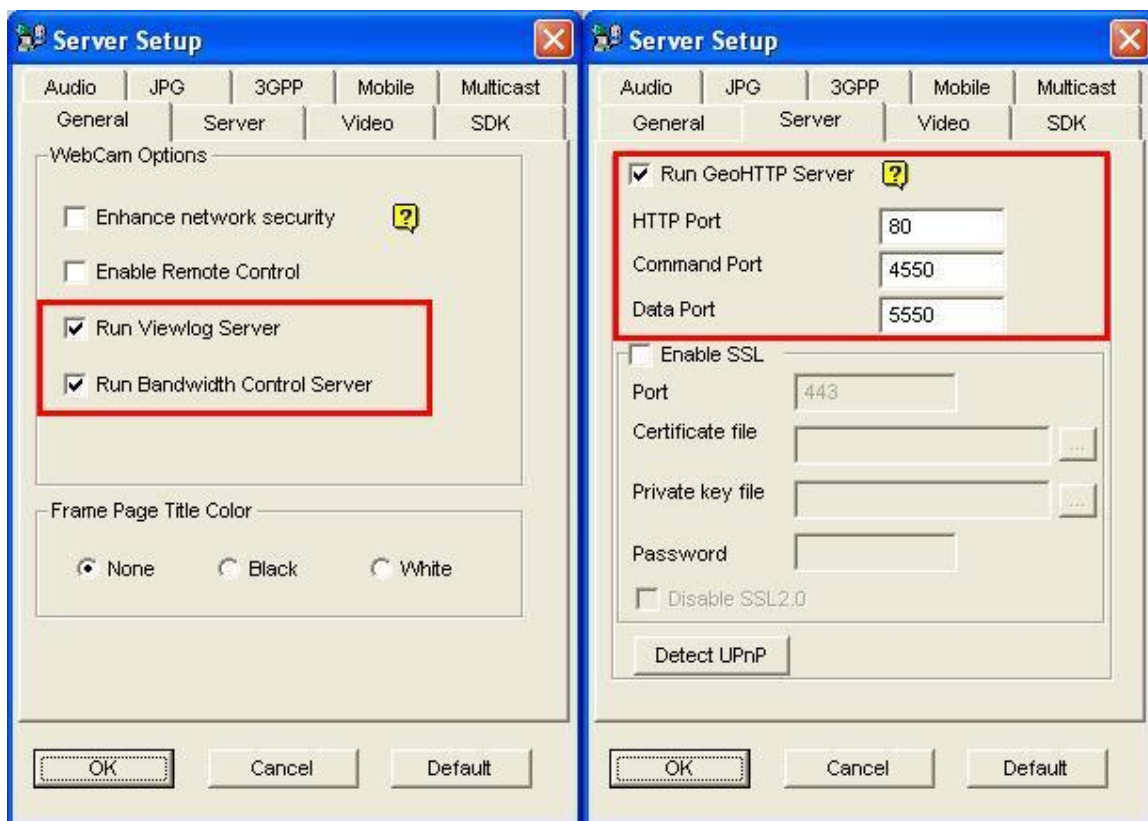 Server Setup
Audio JPG 3GPP Mobile Multicast
General Server Video SDK
WebCam Options
Enhance network security ?
Enable Remote Control
Run Viewlog Server
Run Bandwidth Control Server
Frame Page Title Color
None Black White
OK Cancel Default
Server Setup
Audio JPG 3GPP Mobile Multicast
General Server Video SDK
Run GeoHTTP Server ?
HTTP Port 80
Command Port 4550
Data Port 5550
Enable SSL
Port 443
Certificate file ...
Private key file ...
Password
Disable SSL2.0
Detect UPnP
OK Cancel Default